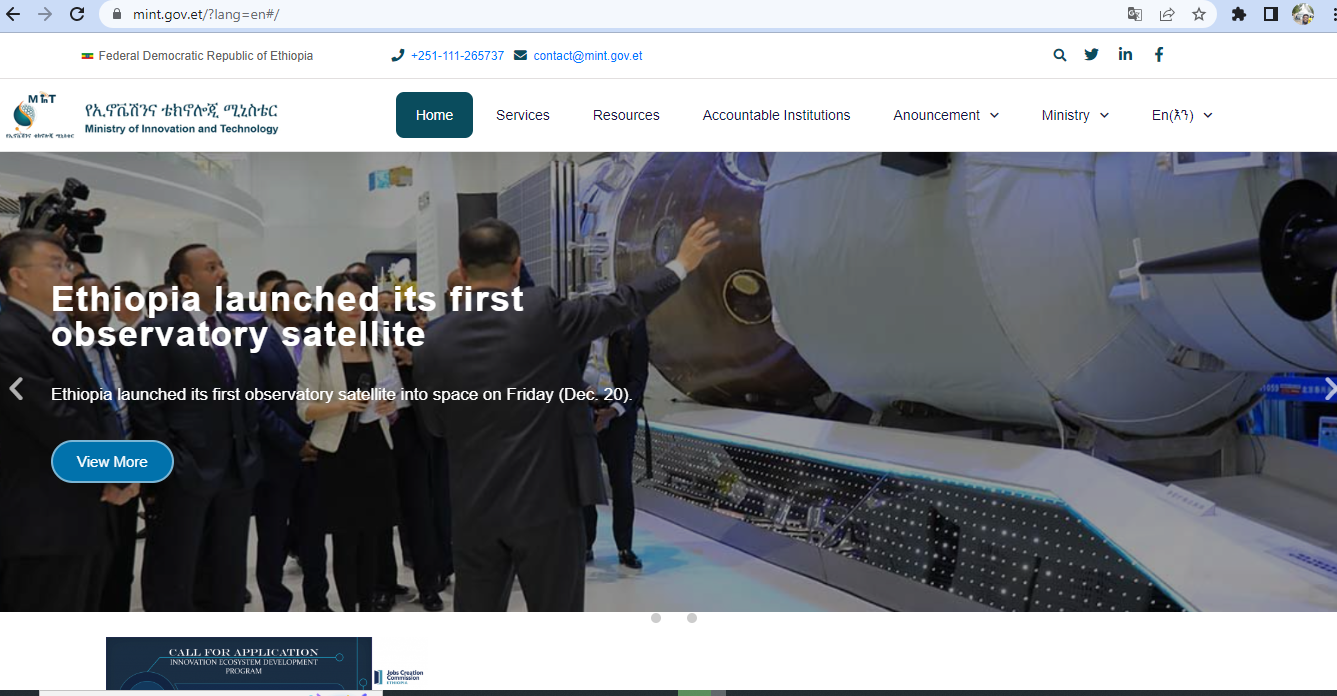 mint.gov.et/?lang=en#/
Federal Democratic Republic of Ethiopia
+251-111-265737
contact@mint.gov.et
የኢኖቬሽንና ቴክኖሎጂ ሚኒስቴር
Ministry of Innovation and Technology
Home
Services
Resources
Accountable Institutions
Anouncement
Ministry
En(እን)
Ethiopia launched its first
observatory satellite
Ethiopia launched its first observatory satellite into space on Friday (Dec. 20).
View More
CALL FOR APPLICATION
INNOVATION ECOSYSTEM DEVELOPMENT
PROGRAM
Jobs Creation
Commission
ETHIOPIA